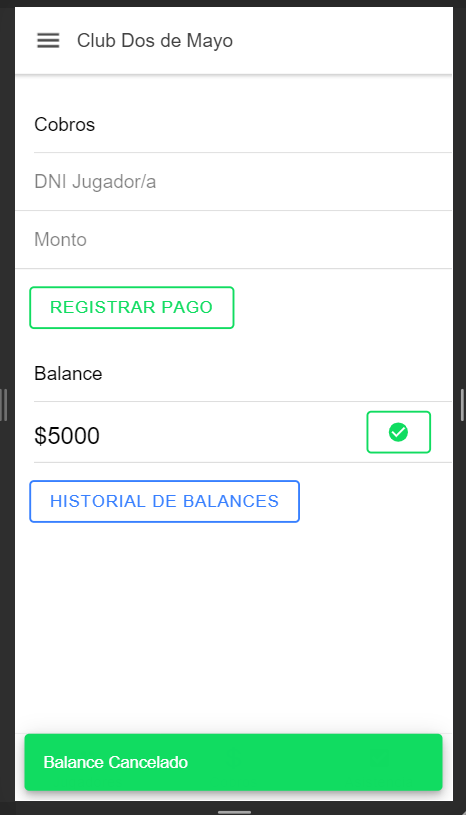 Club Dos de Mayo
Cobros
DNI Jugador/a
Monto
REGISTRAR PAGO
Balance
$5000
HISTORIAL DE BALANCES
Balance Cancelado